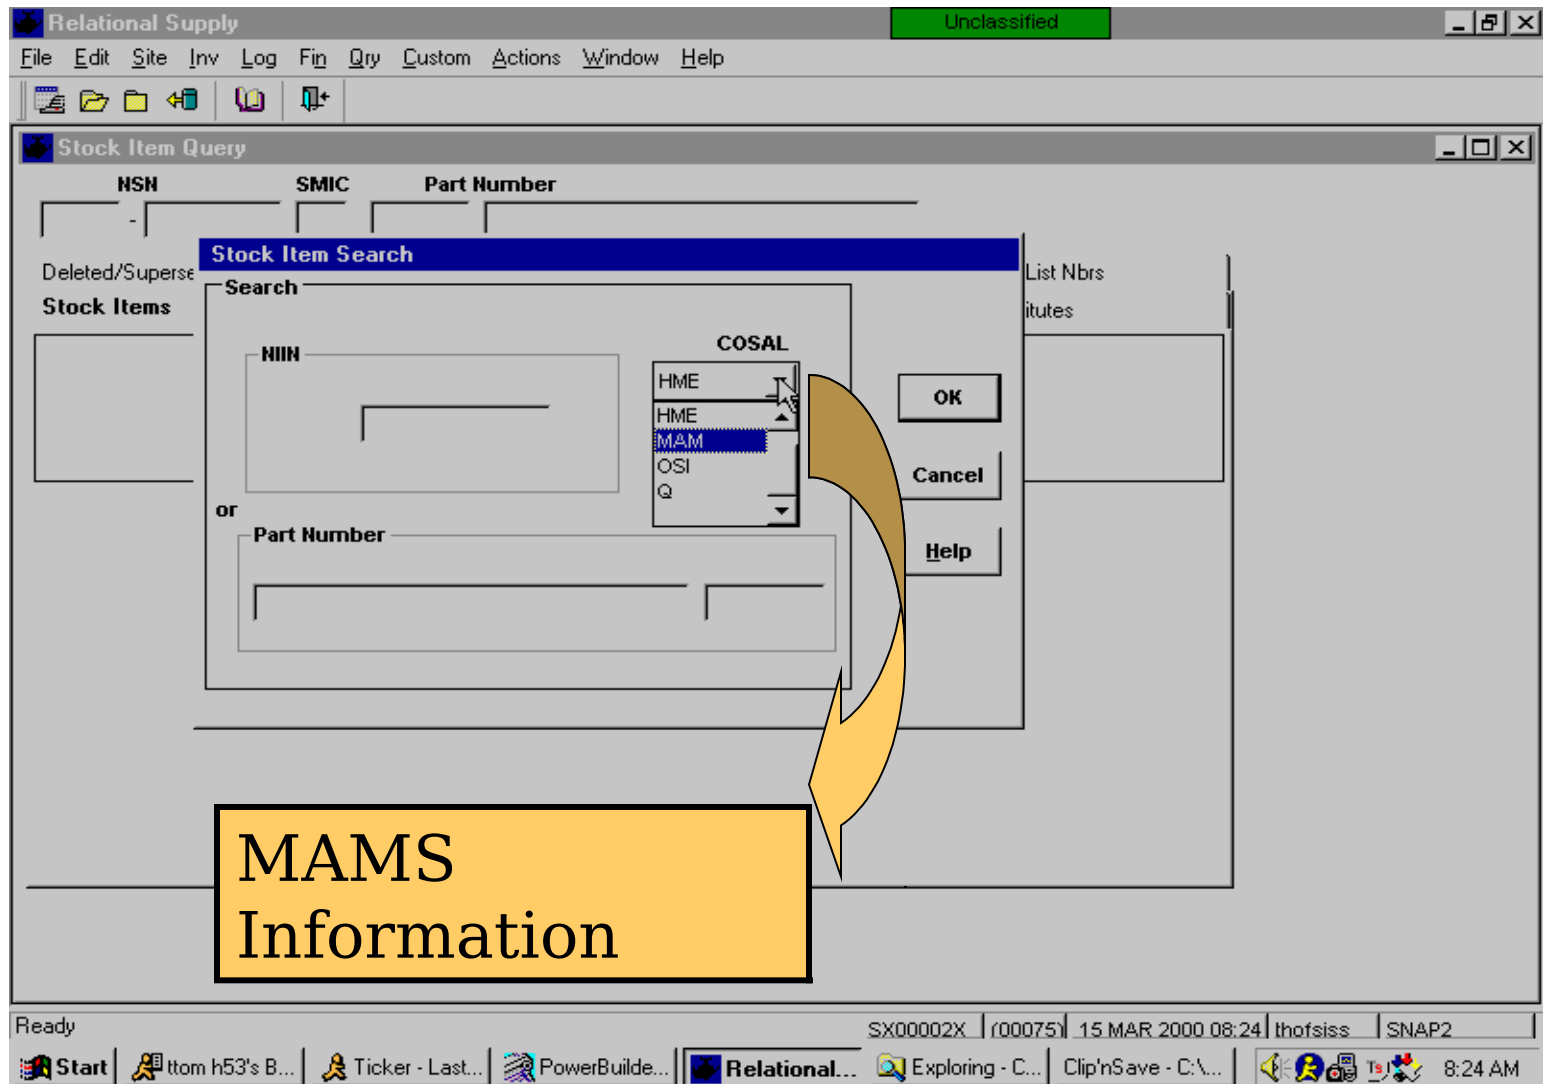 Relational Supply
Unclassified
File Edit Site Inv Log Fin Qry Custom Actions Window Help
Stock Item Query
NSN SMIC Part Number
-
Stock Item Search
Deleted/Superse
List Nbrs
Search
Stock Items
itutes
COSAL
NIIN
HME
OK
HME
MAM
OSI
Cancel
Q
or
Part Number
Help
MAMS
Information
Ready
SX00002X (00075) 15 MAR 2000 08:24 thofsiss SNAP2
Start ttom h53's B... Ticker - Last... PowerBuilde... Relational... Exploring - C... Clip'nSave - C:\... 8:24 AM